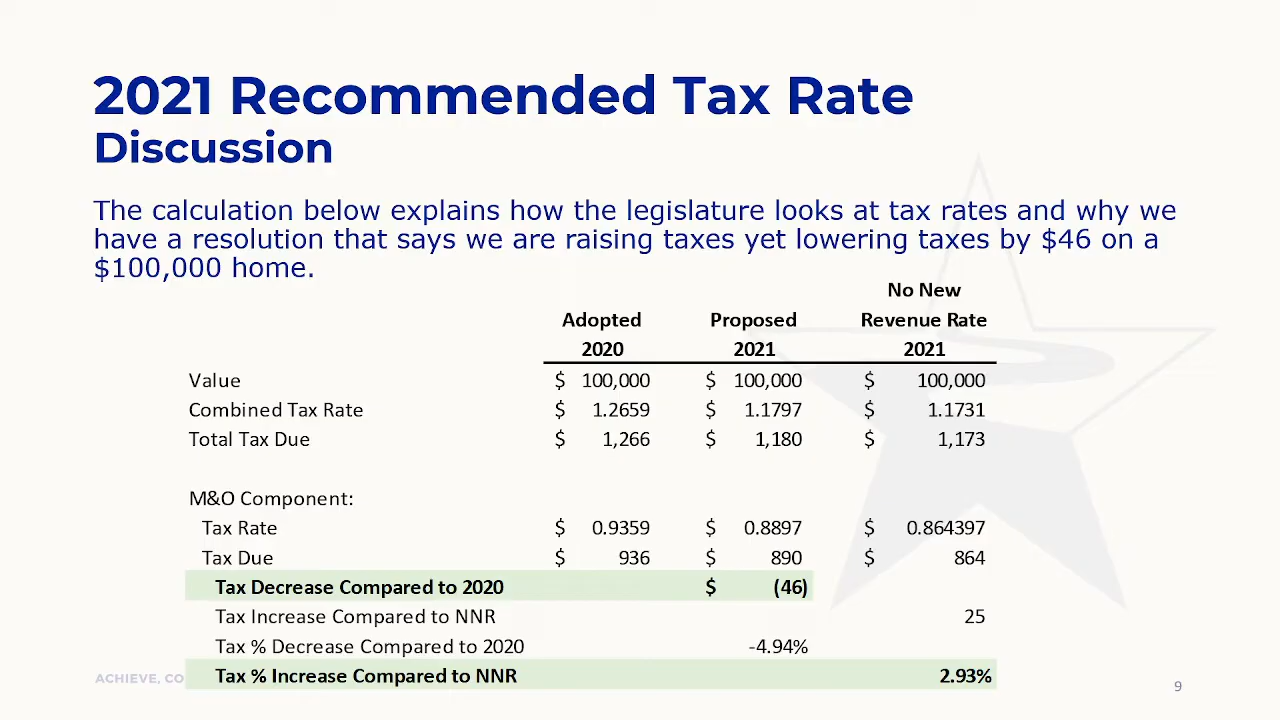 2021 Recommended Tax Rate
Discussion
The calculation below explains how the legislature looks at tax rates and why we
have a resolution that says we are raising taxes yet lowering taxes by $46 on a
$100,000 home.
No New
Adopted Proposed Revenue Rate
2020 2021 2021
Value $ 100,000 $ 100,000 $ 100,000
Combined Tax Rate $ 1.2659 $ 1.1797 $ 1.1731
Total Tax Due $ 1,266 $ 1,180 $ 1,173
M&O Component:
Tax Rate $ 0.9359 $ 0.8897 $ 0.864397
Tax Due $ 936 $ 890 $ 864
Tax Decrease Compared to 2020 $ (46)
Tax Increase Compared to NNR 25
Tax % Decrease Compared to 2020 -4.94%
Tax % Increase Compared to NNR 2.93%
ACHIEVE, CO
9